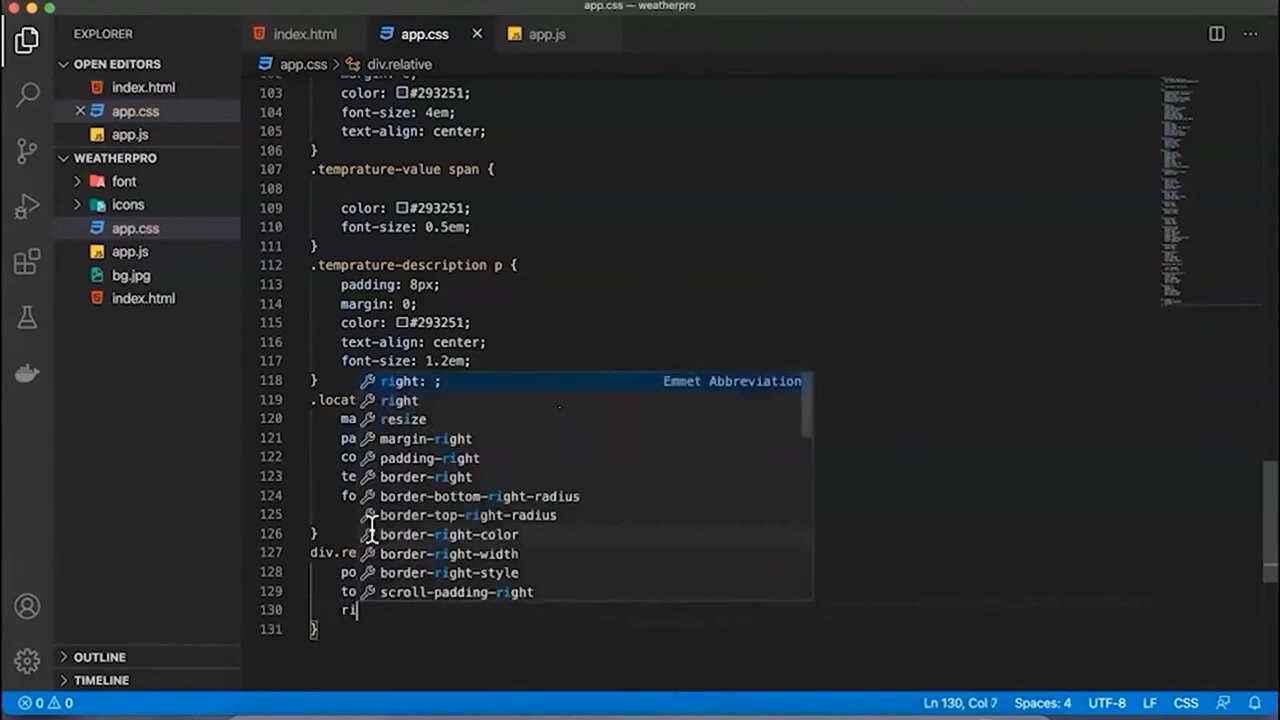 app.css — weatherpro
EXPLORER
index.html
app.css
app.js
OPEN EDITORS
app.css > div.relative
index.html
app.css
app.js
WEATHERPRO
font
icons
app.css
app.js
bg.jpg
index.html
103 color: #293251;
104 font-size: 4em;
105 text-align: center;
106 }
107 .temprature-value span {
108
109 color: #293251;
110 font-size: 0.5em;
111 }
112 .temprature-description p {
113 padding: 8px;
114 margin: 0;
115 color: #293251;
116 text-align: center;
117 font-size: 1.2em;
118 }
119 .locat
120 ma
121 pa
122 co
123 te
124 fo
125
126 }
127 div.re
128 po
129 to
130 ri
131 }
right: ; Emmet Abbreviation
right
resize
margin-right
padding-right
border-right
border-bottom-right-radius
border-top-right-radius
border-right-color
border-right-width
border-right-style
scroll-padding-right
OUTLINE
TIMELINE
0 0
Ln 130, Col 7 Spaces: 4 UTF-8 LF CSS